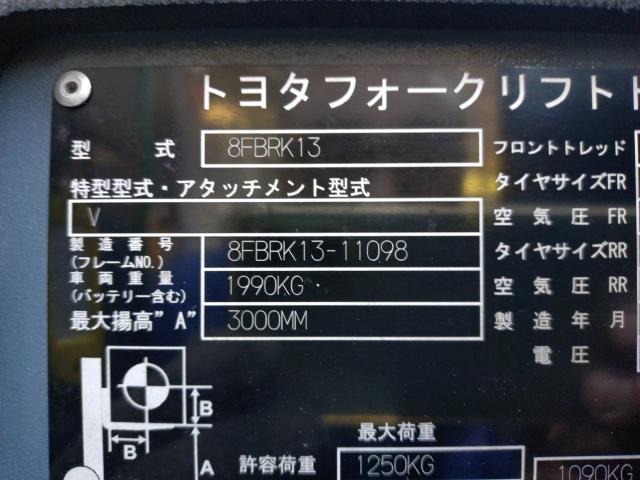 トヨタフォークリフト
型 式 8FBRK13 フロントトレッド
特型型式・アタッチメント型式 タイヤサイズFR
V 空 気 圧 FR
製 造 番 号 (フレームNO.) 8FBRK13-11098 タイヤサイズRR
車 両 重 量 (バッテリー含む) 1990KG 空 気 圧 RR
最大揚高"A" 3000MM 製 造 年 月
電 圧
B
B
A
最大荷重
許容荷重 1250KG 1090KG